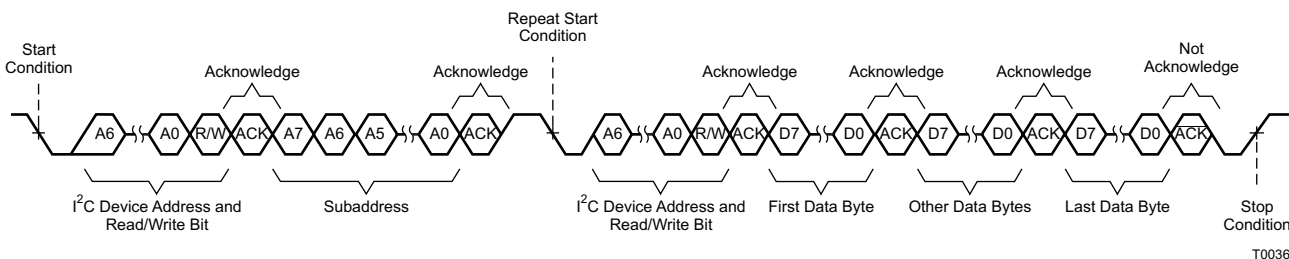 Repeat Start
Condition
Start
Condition
Not
Acknowledge
Acknowledge
Acknowledge
Acknowledge
Acknowledge
Acknowledge
A6 A0 R/W ACK A7 A6 A5 A0 ACK A6 A0 R/W ACK D7 D0 ACK D7 D0 ACK D7 D0 ACK
I²C Device Address and
Read/Write Bit
Subaddress
I²C Device Address and
Read/Write Bit
First Data Byte
Other Data Bytes
Last Data Byte
Stop
Condition
T0036